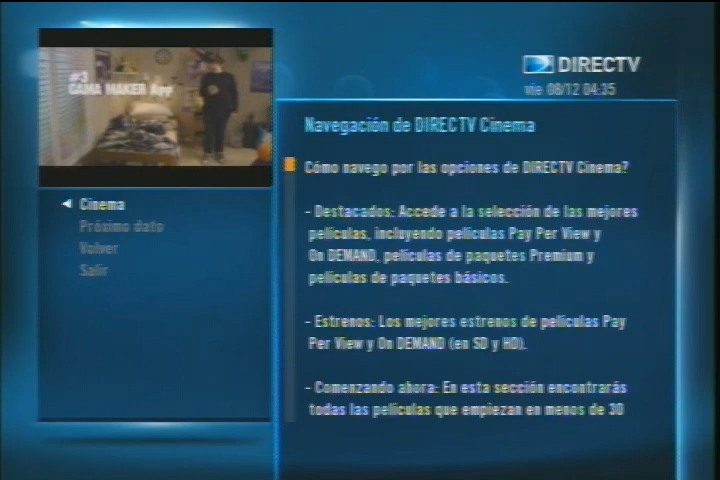 #3
CAMA MAKER App
DIRECTV
vie 08/12 04:35
Navegación de DIRECTV Cinema
Cómo navego por las opciones de DIRECTV Cinema?
Cinema
Próximo dato
Volver
Salir
- Destacados: Accede a la selección de las mejores
películas, incluyendo películas Pay Per View y
On DEMAND, películas de paquetes Premium y
películas de paquetes básicos.
- Estrenos: Los mejores estrenos de películas Pay
Per View y On DEMAND (en SD y HD).
- Comenzando ahora: En esta sección encontrarás
todas las películas que empiezan en menos de 30